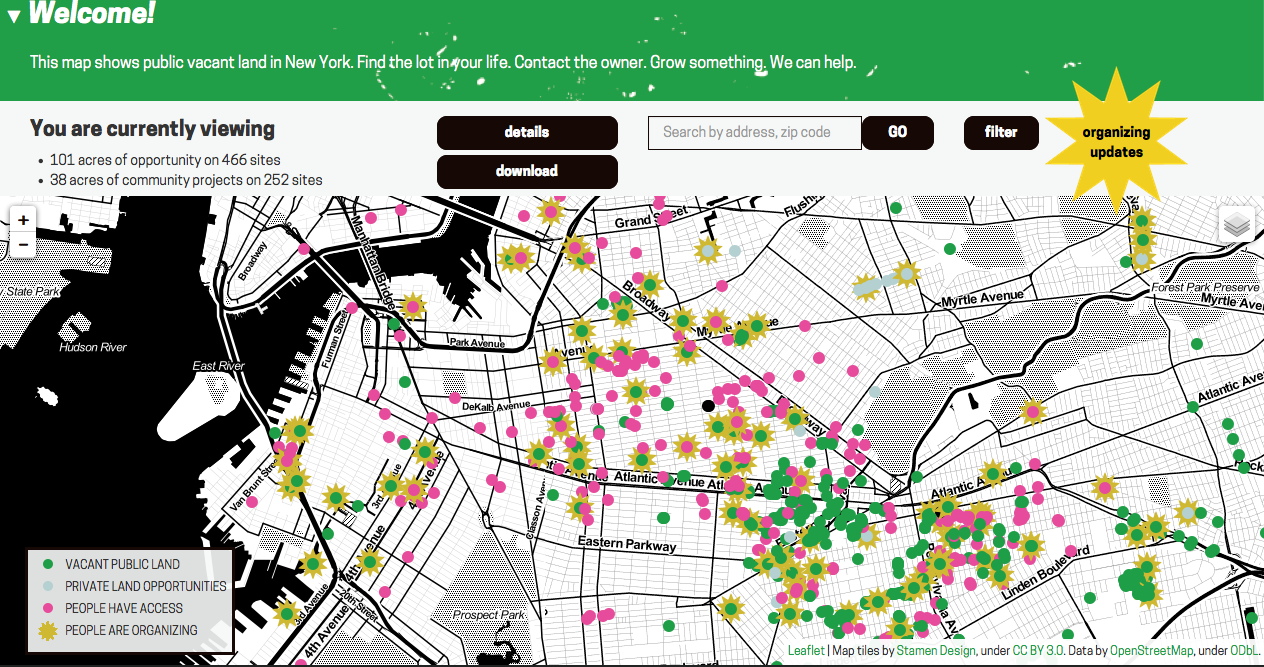 ▼ Welcome!
This map shows public vacant land in New York. Find the lot in your life. Contact the owner. Grow something. We can help.
You are currently viewing
• 101 acres of opportunity on 466 sites
• 38 acres of community projects on 252 sites
details
download
Search by address, zip code
GO
filter
organizing
updates
+
−
Grand Street
Flush
Broadway
Manhattan Bridge
State Park
Forest Park Preserve
Myrtle Avenue
Myrtle Ave
Broadway
Hudson River
East River
Furman Street
Park Avenue
Avenue
DeKalb Avenue
Atlantic Ave
Van Brunt Street
3rd Avenue
4th Avenue
Classon Aven
Atlantic Avenue
Atlantic Avenue
Eastern Parkway
Linden Boulevard
4th Avenue
3rd Avenue
20th Street
4th Avenue
Prospect Park
VACANT PUBLIC LAND
PRIVATE LAND OPPORTUNITIES
PEOPLE HAVE ACCESS
PEOPLE ARE ORGANIZING
Leaflet | Map tiles by Stamen Design, under CC BY 3.0. Data by OpenStreetMap, under ODbL.